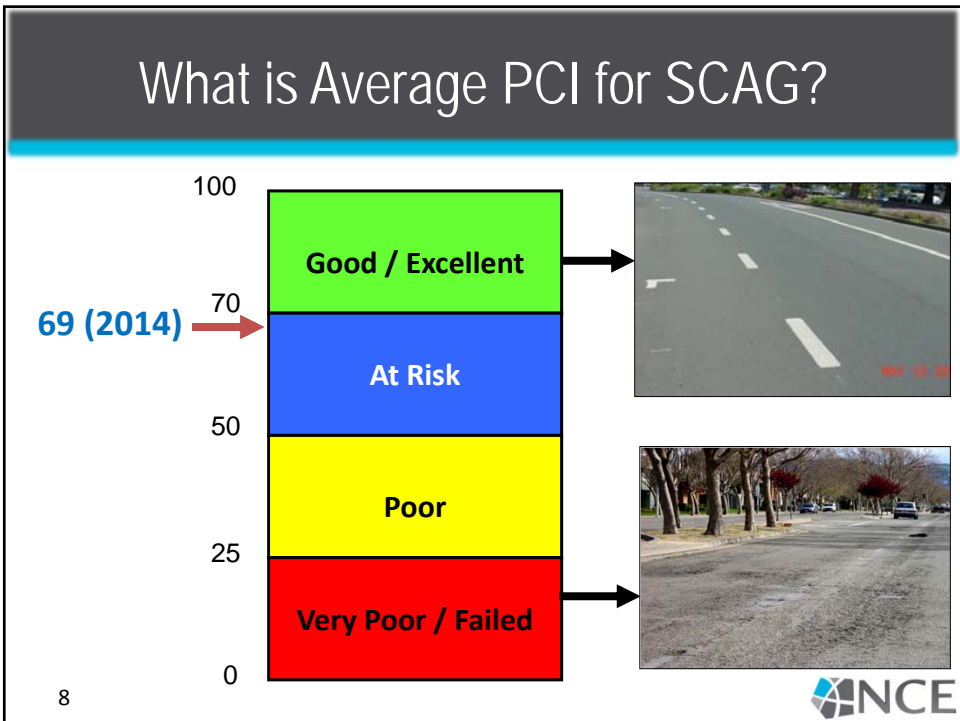 What is Average PCI for SCAG?
100
Good / Excellent
70
69 (2014)
At Risk
50
Poor
25
Very Poor / Failed
0
8
NCE